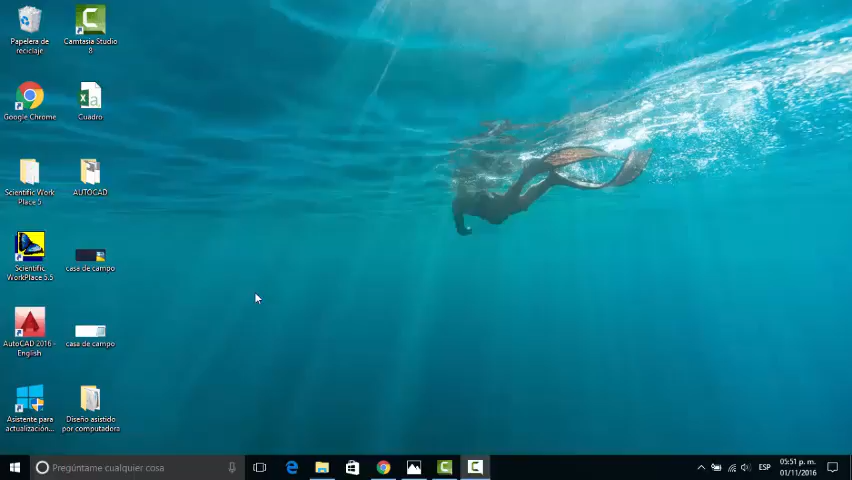 Papelera de
reciclaje
Camtasia Studio
8
Google Chrome
Cuadro
Scientific Work
Place 5
AUTOCAD
Scientific
WorkPlace 5.5
casa de campo
AutoCAD 2016 -
English
casa de campo
Asistente para
actualización...
Diseño asistido
por computadora
Pregúntame cualquier cosa
ESP
05:51 p. m.
01/11/2016